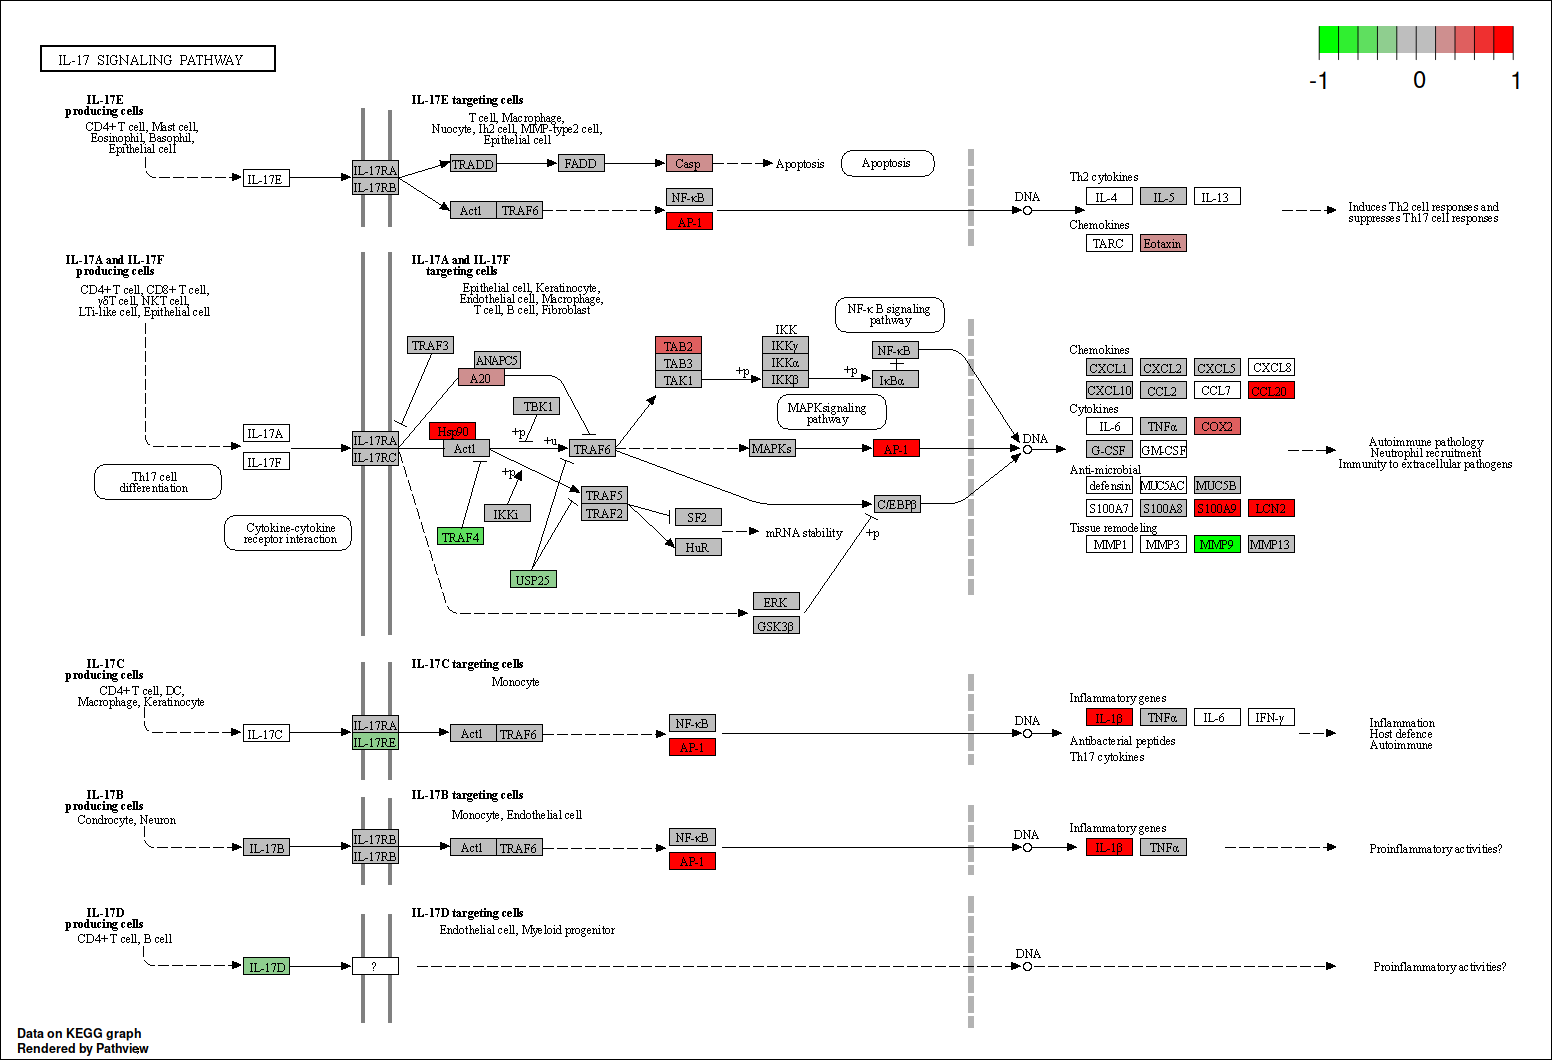 IL-17 SIGNALING PATHWAY
-1 0 1
IL-17E
producing cells
CD4+ T cell, Mast cell,
Eosinophil, Basophil,
Epithelial cell
IL-17E
IL-17RA
IL-17RB
IL-17E targeting cells
T cell, Macrophage,
Nuocyte, Ih2 cell, MMP-type2 cell,
Epithelial cell
TRADD
FADD
Casp
Apoptosis
Apoptosis
Act1
TRAF6
NF-κB
AP-1
DNA
Th2 cytokines
IL-4
IL-5
IL-13
Chemokines
TARC
Eotaxin
Induces Th2 cell responses and
suppresses Th17 cell responses
IL-17A and IL-17F
producing cells
CD4+ T cell, CD8+ T cell,
γδT cell, NKT cell,
LTi-like cell, Epithelial cell
IL-17A
IL-17F
Th17 cell
differentiation
Cytokine-cytokine
receptor interaction
IL-17RA
IL-17RC
IL-17A and IL-17F
targeting cells
Epithelial cell, Keratinocyte,
Endothelial cell, Macrophage,
T cell, B cell, Fibroblast
TRAF3
ANAPC5
A20
TBK1
Hsp90
Act1
+p
+u
+p
TRAF6
IKKi
TRAF4
USP25
TRAF5
TRAF2
SF2
HuR
mRNA stability
TAB2
TAB3
TAK1
+p
IKK
IKKγ
IKKα
IKKβ
+p
NF-κB
IκBα
NF-κ B signaling
pathway
MAPK signaling
pathway
MAPKs
AP-1
C/EBPβ
+p
ERK
GSK3β
DNA
Chemokines
CXCL1
CXCL2
CXCL5
CXCL8
CXCL10
CCL2
CCL7
CCL20
Cytokines
IL-6
TNFα
COX2
G-CSF
GM-CSF
Anti-microbial
defensin
MUC5AC
MUC5B
S100A7
S100A8
S100A9
LCN2
Tissue remodeling
MMP1
MMP3
MMP9
MMP13
Autoimmune pathology
Neutrophil recruitment
Immunity to extracellular pathogens
IL-17C
producing cells
CD4+ T cell, DC,
Macrophage, Keratinocyte
IL-17C
IL-17RA
IL-17RE
IL-17C targeting cells
Monocyte
Act1
TRAF6
NF-κB
AP-1
DNA
Inflammatory genes
IL-1β
TNFα
IL-6
IFN-γ
Antibacterial peptides
Th17 cytokines
Inflammation
Host defence
Autoimmune
IL-17B
producing cells
Condrocyte, Neuron
IL-17B
IL-17RB
IL-17RB
IL-17B targeting cells
Monocyte, Endothelial cell
Act1
TRAF6
NF-κB
AP-1
DNA
Inflammatory genes
IL-1β
TNFα
Proinflammatory activities?
IL-17D
producing cells
CD4+ T cell, B cell
IL-17D
?
IL-17D targeting cells
Endothelial cell, Myeloid progenitor
DNA
Proinflammatory activities?
Data on KEGG graph
Rendered by Pathview